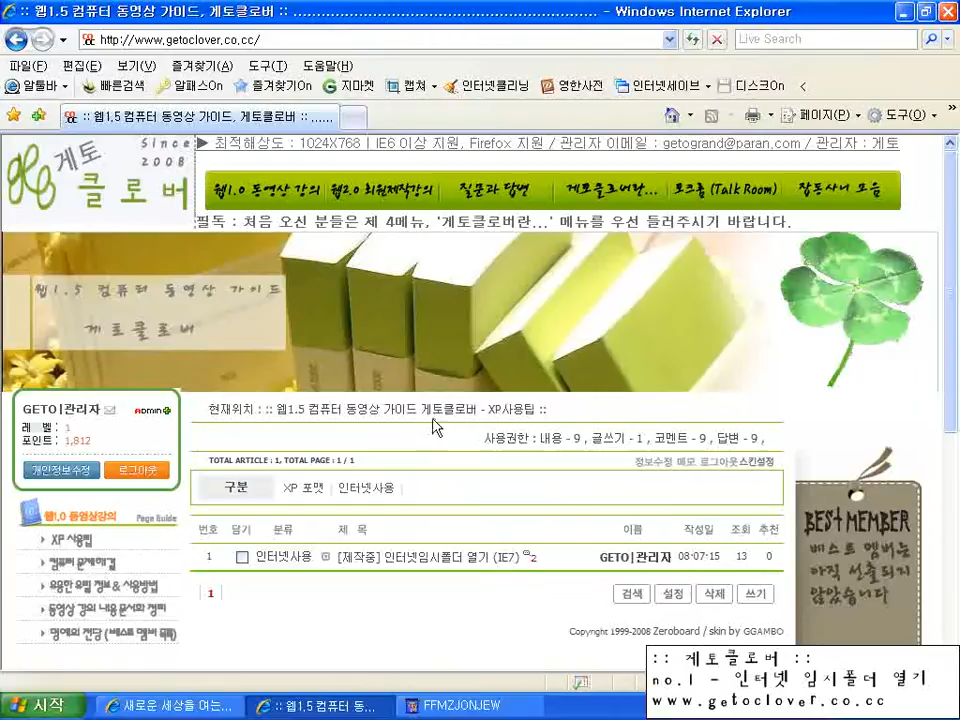 :: 웹1.5 컴퓨터 동영상 가이드, 게토클로버 :: ................................................................ - Windows Internet Explorer
http://www.getoclover.co.cc/
Live Search
파일(F) 편집(E) 보기(V) 즐겨찾기(A) 도구(T) 도움말(H)
알툴바 빠른검색 알패스On 즐겨찾기On 지마켓 캡쳐 인터넷클리닝 영한사전 인터넷세이브 디스크On
:: 웹1.5 컴퓨터 동영상 가이드, 게토클로버 :: ......
페이지(P) 도구(O)
Since
2008
게토
클로버
▶ 최적해상도 : 1024X768 | IE6 이상 지원, Firefox 지원 / 관리자 이메일 : getogrand@paran.com / 관리자 : 게토
웹1.0 동영상 강의 웹2.0 회원제작강의 질문과 답변 게토클로버란... 토크룸 (Talk Room) 잡동사니 모음
필독 : 처음 오신 분들은 제 4메뉴, '게토클로버란...' 메뉴를 우선 들러주시기 바랍니다.
웹1.5 컴퓨터 동영상 가이드
게토클로버
GETO|관리자 ADMIN
레 벨 : 1
포인트 : 1,812
개인정보수정 로그아웃
현재위치 : :: 웹1.5 컴퓨터 동영상 가이드 게토클로버 - XP사용팁 ::
사용권한 : 내용 - 9 , 글쓰기 - 1 , 코멘트 - 9 , 답변 - 9 ,
TOTAL ARTICLE : 1, TOTAL PAGE : 1 / 1
정보수정 메모 로그아웃 스킨설정
구분 XP 포맷 | 인터넷사용 |
번호 담기 분류 제 목 이름 작성일 조회 추천
1 인터넷사용 [제작중] 인터넷임시폴더 열기 (IE7) 2 GETO|관리자 08-07-15 13 0
1
검색 설정 삭제 쓰기
Copyright 1999-2008 Zeroboard / skin by GGAMBO
웹1.0 동영상강의 Page Guide
XP 사용팁
컴퓨터 문제해결
유용한 유틸 정보 & 사용방법
동영상 강의 내용 문서화 정리
명예의 전당 (베스트 멤버 목록)
BEST MEMBER
베스트 멤버는
아직 선출되지
않았습니다
:: 게토클로버 ::
no.1 - 인터넷 임시폴더 열기
www.getoclover.co.cc
시작 새로운 세상을 여는... :: 웹1.5 컴퓨터 동... FFMZJONJEW